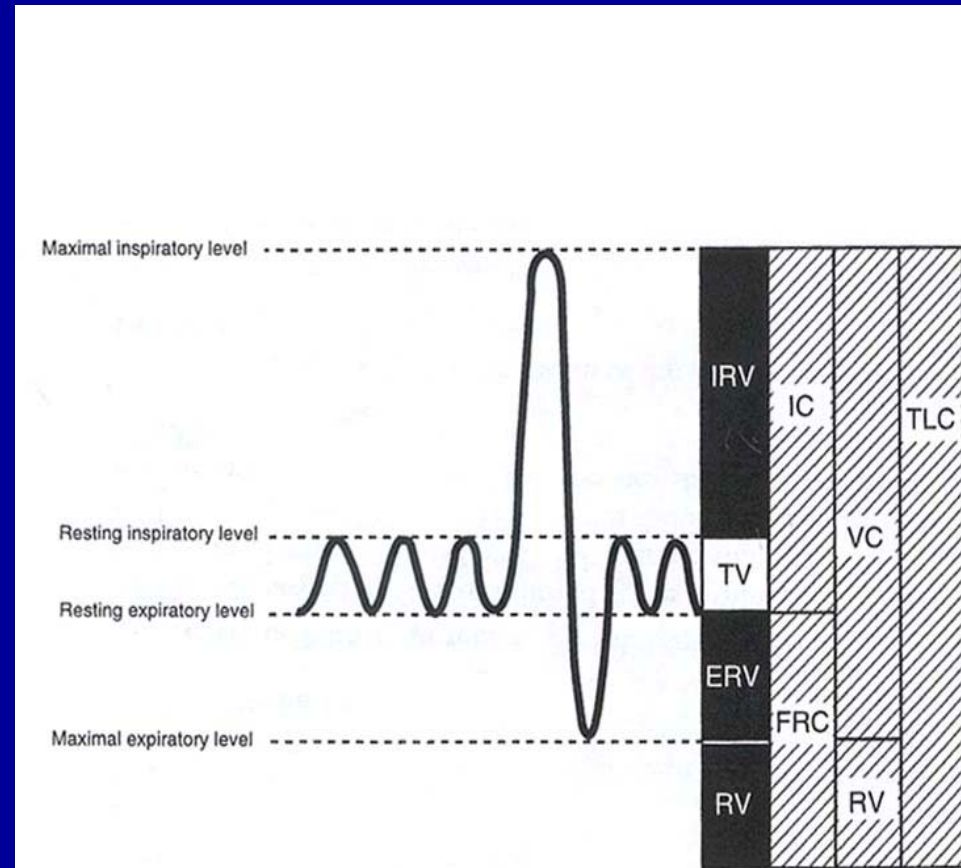 Maximal inspiratory level
IRV
IC
TLC
Resting inspiratory level
VC
TV
Resting expiratory level
ERV
FRC
Maximal expiratory level
RV
RV